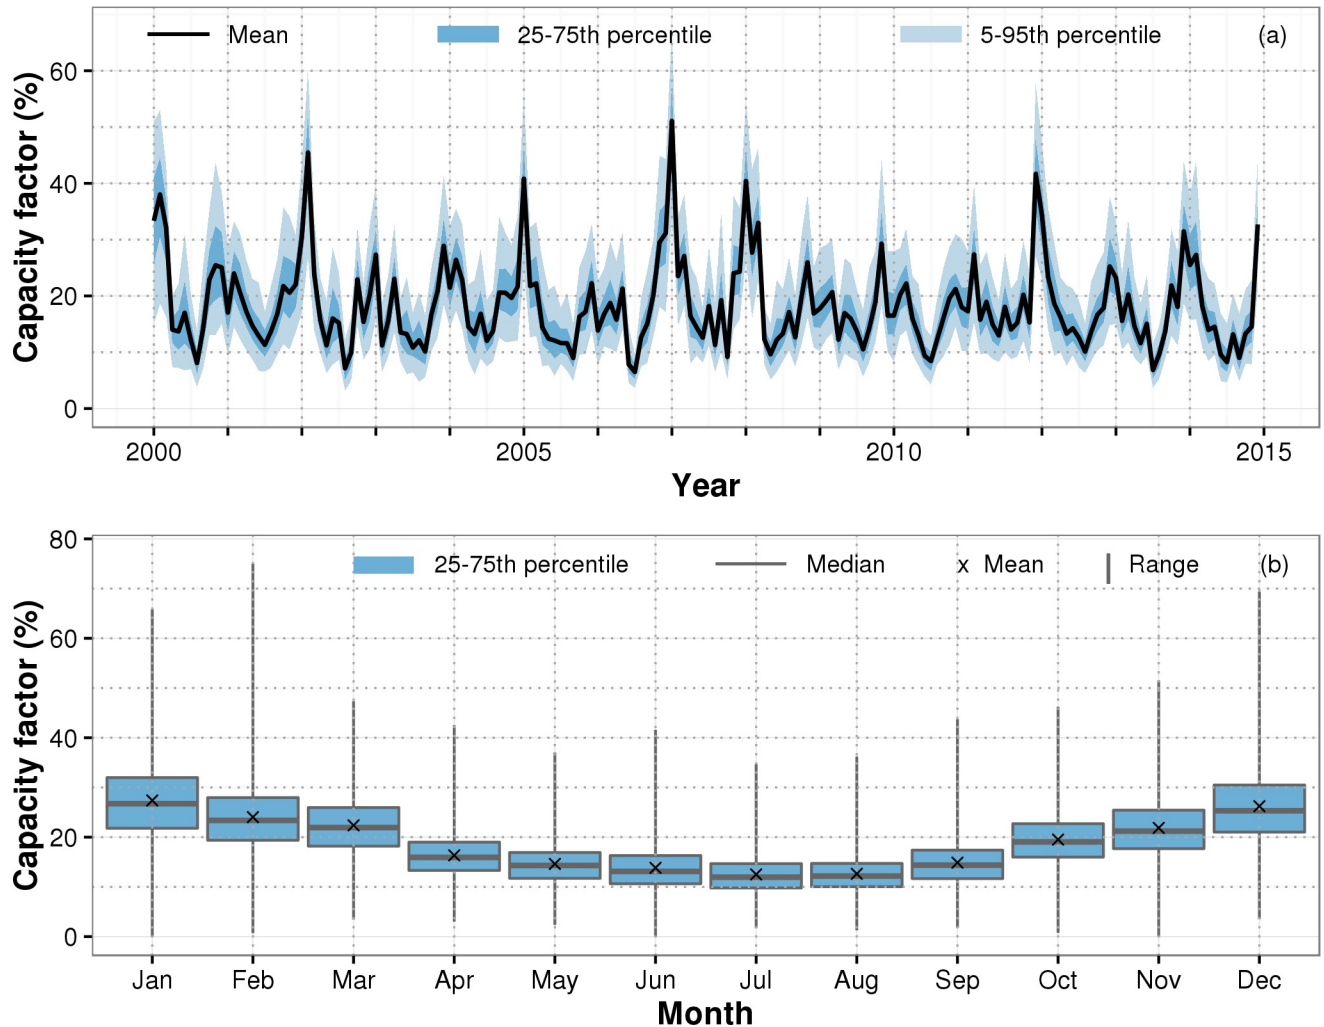 Mean 25-75th percentile 5-95th percentile (a)
60
40
20
0
Capacity factor (%)
2000 2005 2010 2015
Year
80
25-75th percentile Median x Mean Range (b)
60
40
20
0
Capacity factor (%)
Jan Feb Mar Apr May Jun Jul Aug Sep Oct Nov Dec
Month